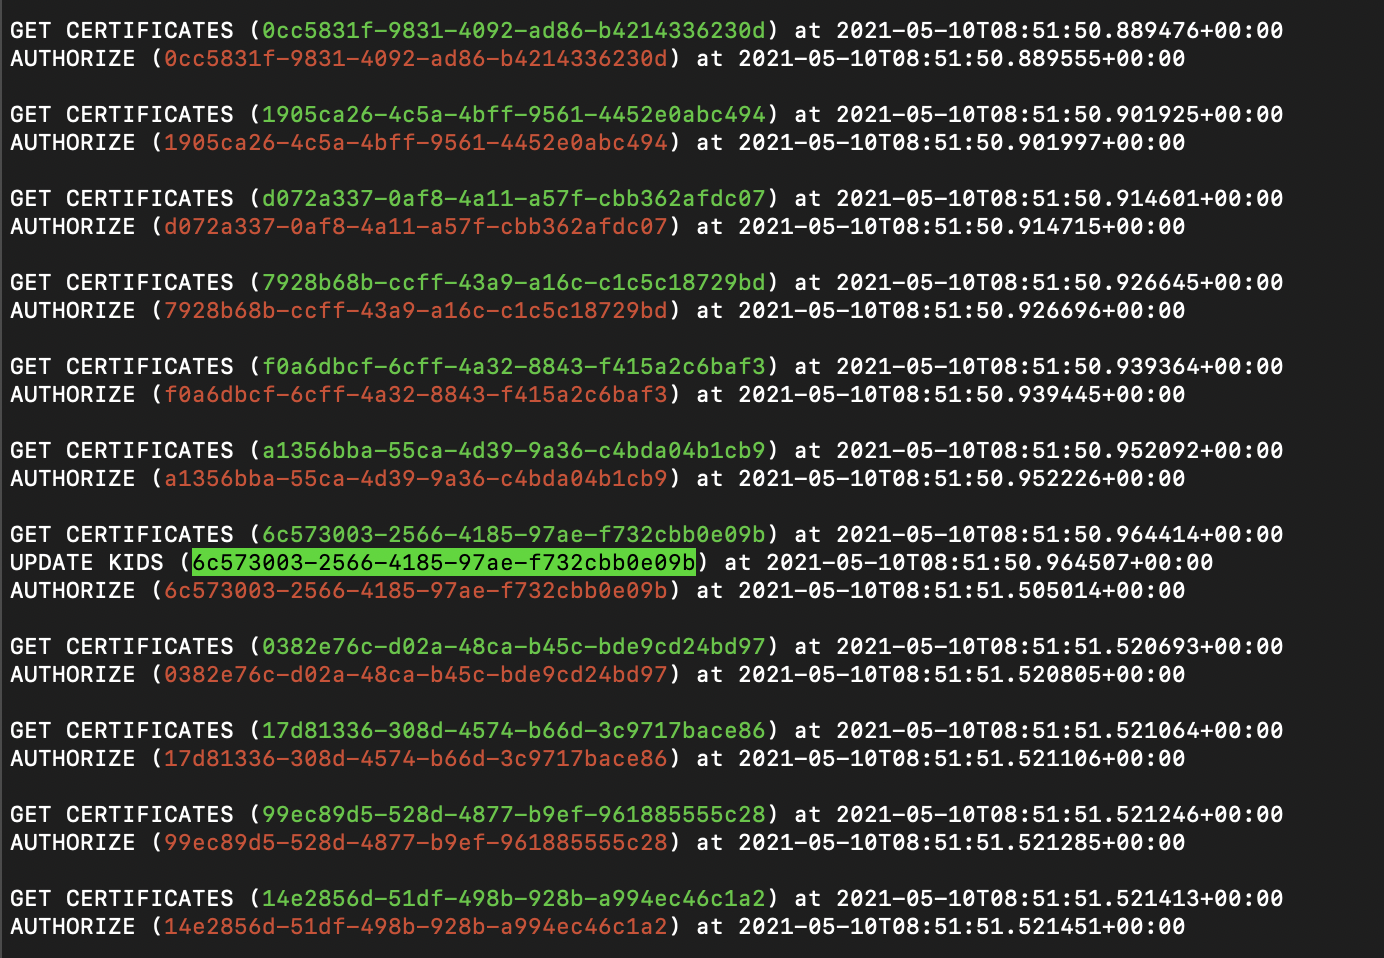 GET CERTIFICATES (0cc5831f-9831-4092-ad86-b4214336230d) at 2021-05-10T08:51:50.889476+00:00
AUTHORIZE (0cc5831f-9831-4092-ad86-b4214336230d) at 2021-05-10T08:51:50.889555+00:00
GET CERTIFICATES (1905ca26-4c5a-4bff-9561-4452e0abc494) at 2021-05-10T08:51:50.901925+00:00
AUTHORIZE (1905ca26-4c5a-4bff-9561-4452e0abc494) at 2021-05-10T08:51:50.901997+00:00
GET CERTIFICATES (d072a337-0af8-4a11-a57f-cbb362afdc07) at 2021-05-10T08:51:50.914601+00:00
AUTHORIZE (d072a337-0af8-4a11-a57f-cbb362afdc07) at 2021-05-10T08:51:50.914715+00:00
GET CERTIFICATES (7928b68b-ccff-43a9-a16c-c1c5c18729bd) at 2021-05-10T08:51:50.926645+00:00
AUTHORIZE (7928b68b-ccff-43a9-a16c-c1c5c18729bd) at 2021-05-10T08:51:50.926696+00:00
GET CERTIFICATES (f0a6dbcf-6cff-4a32-8843-f415a2c6baf3) at 2021-05-10T08:51:50.939364+00:00
AUTHORIZE (f0a6dbcf-6cff-4a32-8843-f415a2c6baf3) at 2021-05-10T08:51:50.939445+00:00
GET CERTIFICATES (a1356bba-55ca-4d39-9a36-c4bda04b1cb9) at 2021-05-10T08:51:50.952092+00:00
AUTHORIZE (a1356bba-55ca-4d39-9a36-c4bda04b1cb9) at 2021-05-10T08:51:50.952226+00:00
GET CERTIFICATES (6c573003-2566-4185-97ae-f732cbb0e09b) at 2021-05-10T08:51:50.964414+00:00
UPDATE KIDS (6c573003-2566-4185-97ae-f732cbb0e09b) at 2021-05-10T08:51:50.964507+00:00
AUTHORIZE (6c573003-2566-4185-97ae-f732cbb0e09b) at 2021-05-10T08:51:51.505014+00:00
GET CERTIFICATES (0382e76c-d02a-48ca-b45c-bde9cd24bd97) at 2021-05-10T08:51:51.520693+00:00
AUTHORIZE (0382e76c-d02a-48ca-b45c-bde9cd24bd97) at 2021-05-10T08:51:51.520805+00:00
GET CERTIFICATES (17d81336-308d-4574-b66d-3c9717bace86) at 2021-05-10T08:51:51.521064+00:00
AUTHORIZE (17d81336-308d-4574-b66d-3c9717bace86) at 2021-05-10T08:51:51.521106+00:00
GET CERTIFICATES (99ec89d5-528d-4877-b9ef-961885555c28) at 2021-05-10T08:51:51.521246+00:00
AUTHORIZE (99ec89d5-528d-4877-b9ef-961885555c28) at 2021-05-10T08:51:51.521285+00:00
GET CERTIFICATES (14e2856d-51df-498b-928b-a994ec46c1a2) at 2021-05-10T08:51:51.521413+00:00
AUTHORIZE (14e2856d-51df-498b-928b-a994ec46c1a2) at 2021-05-10T08:51:51.521451+00:00